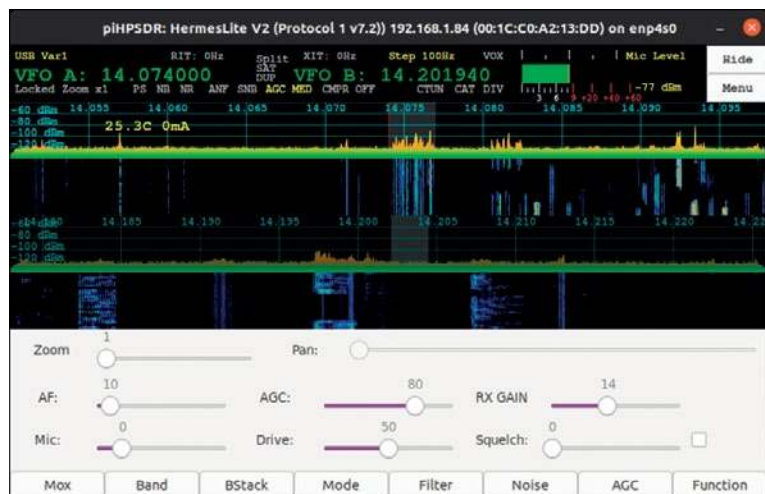 piHPSDR: HermesLite V2 (Protocol 1 v7.2)) 192.168.1.84 (00:1C:C0:A2:13:DD) on enp4s0
USB Var1 RIT: 0Hz Split XIT: 0Hz Step 100Hz VOX Mic Level Hide
SAT
VFO A: 14.074000 DUP VFO B: 14.201940
Locked Zoom x1 PS NB NR ANF SNB AGC MED CMPR OFF CTUN CAT DIV 3 6 9 +20 +40 +60 -77 dBm Menu
-60 dBm 14.055 14.060 14.065 14.070 14.075 14.080 14.085 14.090 14.095
-80 dBm
-100 dBm 25.3C 0mA
-120 dBm
14.185 14.190 14.195 14.200 14.205 14.210 14.215 14.220
-80 dBm
-100 dBm
-120 dBm
Zoom 1 Pan:
AF: 10 AGC: 80 RX GAIN 14
Mic: 0 Drive: 50 Squelch: 0
Mox Band BStack Mode Filter Noise AGC Function